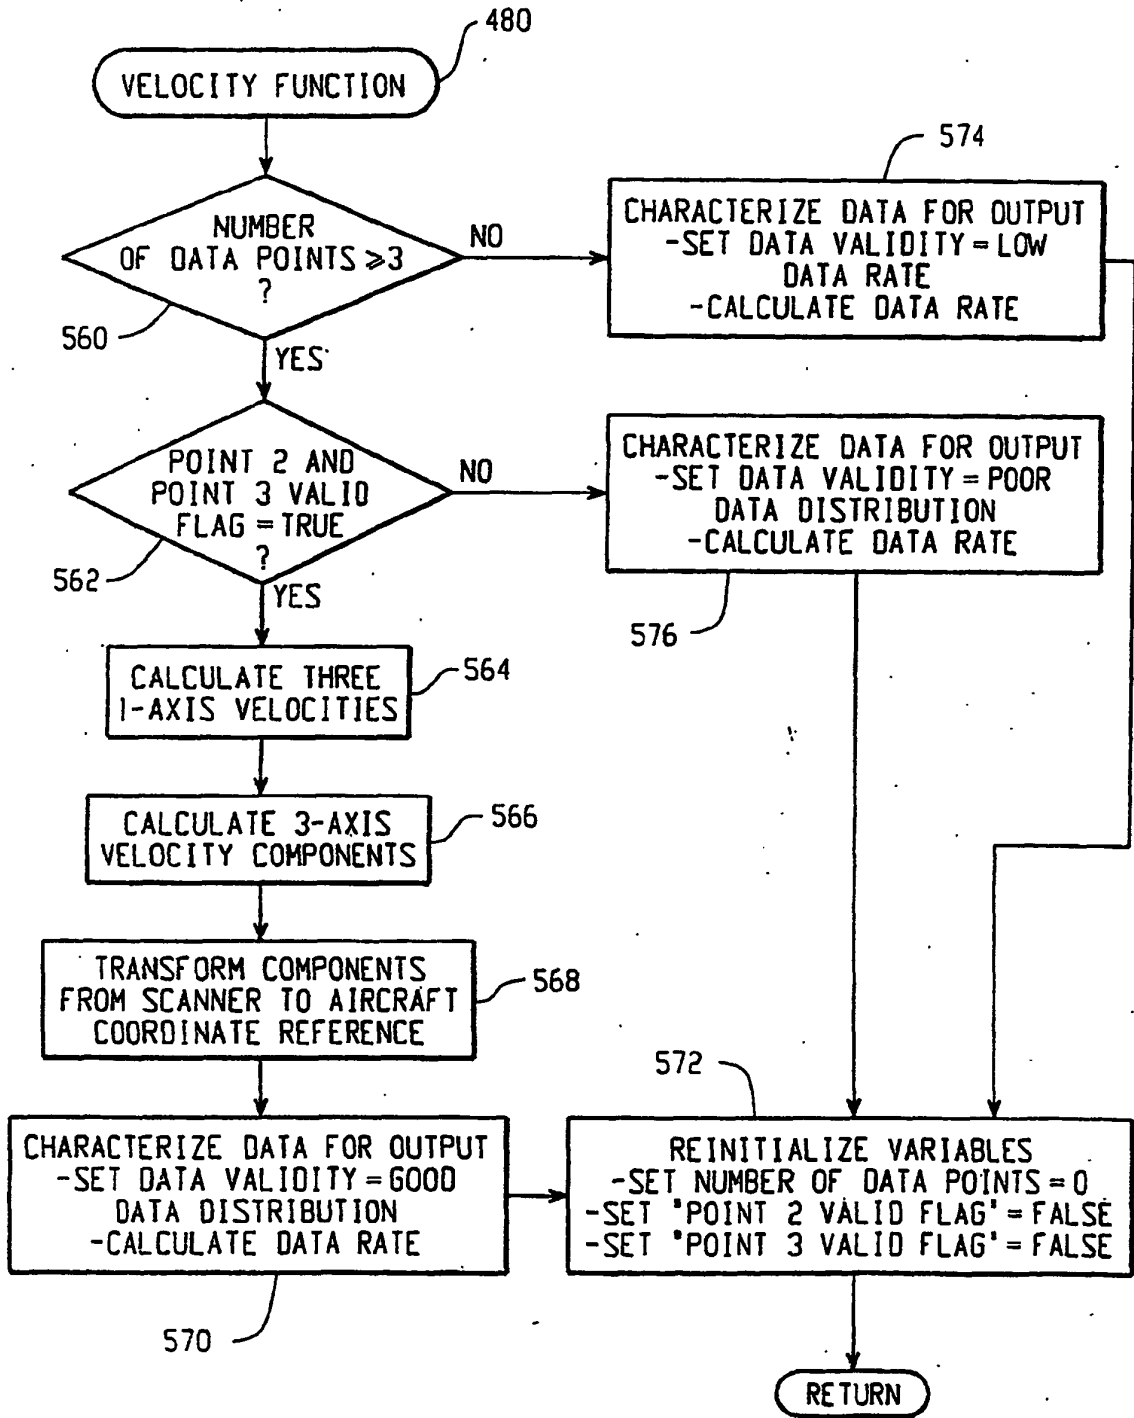 480
VELOCITY FUNCTION
574
NUMBER
OF DATA POINTS ≥3
?
560
NO
YES
CHARACTERIZE DATA FOR OUTPUT
-SET DATA VALIDITY = LOW
DATA RATE
-CALCULATE DATA RATE
POINT 2 AND
POINT 3 VALID
FLAG = TRUE
?
562
NO
YES
CHARACTERIZE DATA FOR OUTPUT
-SET DATA VALIDITY = POOR
DATA DISTRIBUTION
-CALCULATE DATA RATE
576
CALCULATE THREE
1-AXIS VELOCITIES
564
CALCULATE 3-AXIS
VELOCITY COMPONENTS
566
TRANSFORM COMPONENTS
FROM SCANNER TO AIRCRAFT
COORDINATE REFERENCE
568
572
CHARACTERIZE DATA FOR OUTPUT
-SET DATA VALIDITY = GOOD
DATA DISTRIBUTION
-CALCULATE DATA RATE
570
REINITIALIZE VARIABLES
-SET NUMBER OF DATA POINTS = 0
-SET "POINT 2 VALID FLAG" = FALSE
-SET "POINT 3 VALID FLAG" = FALSE
RETURN